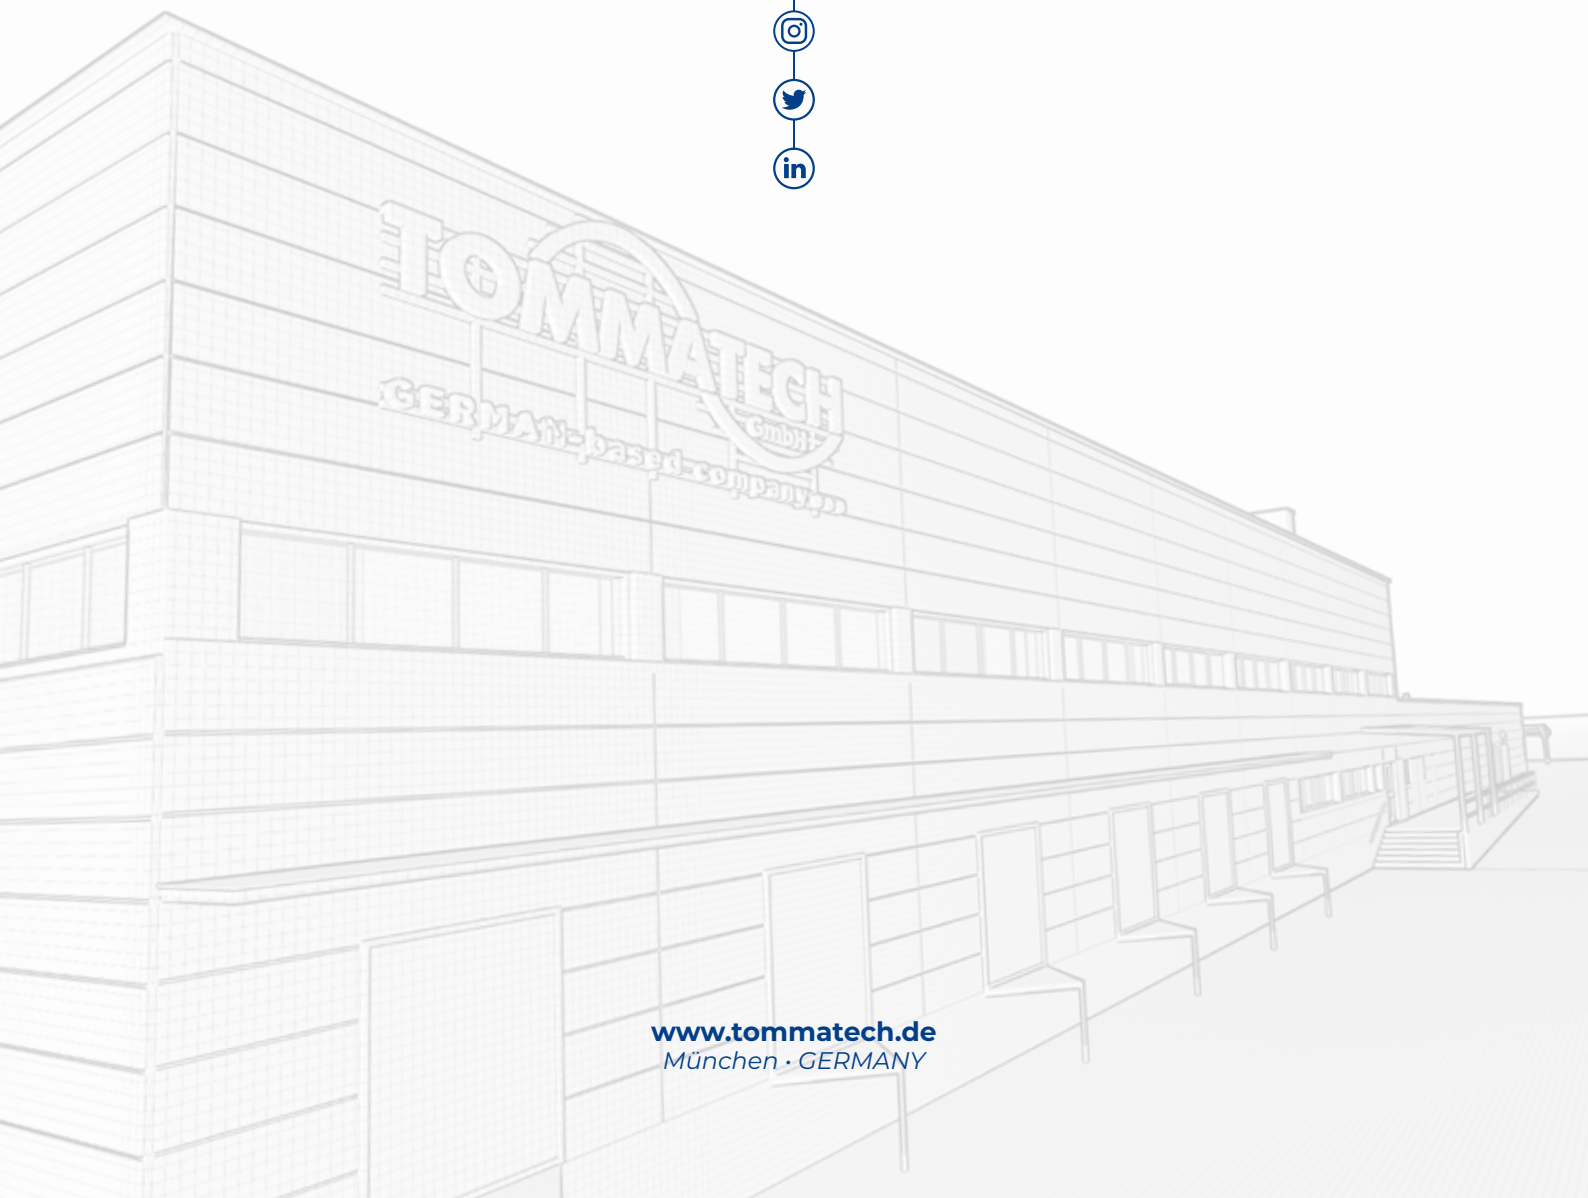 TOMMATECH
GmbH
GERMAN-based-company
www.tommatech.de
München · GERMANY